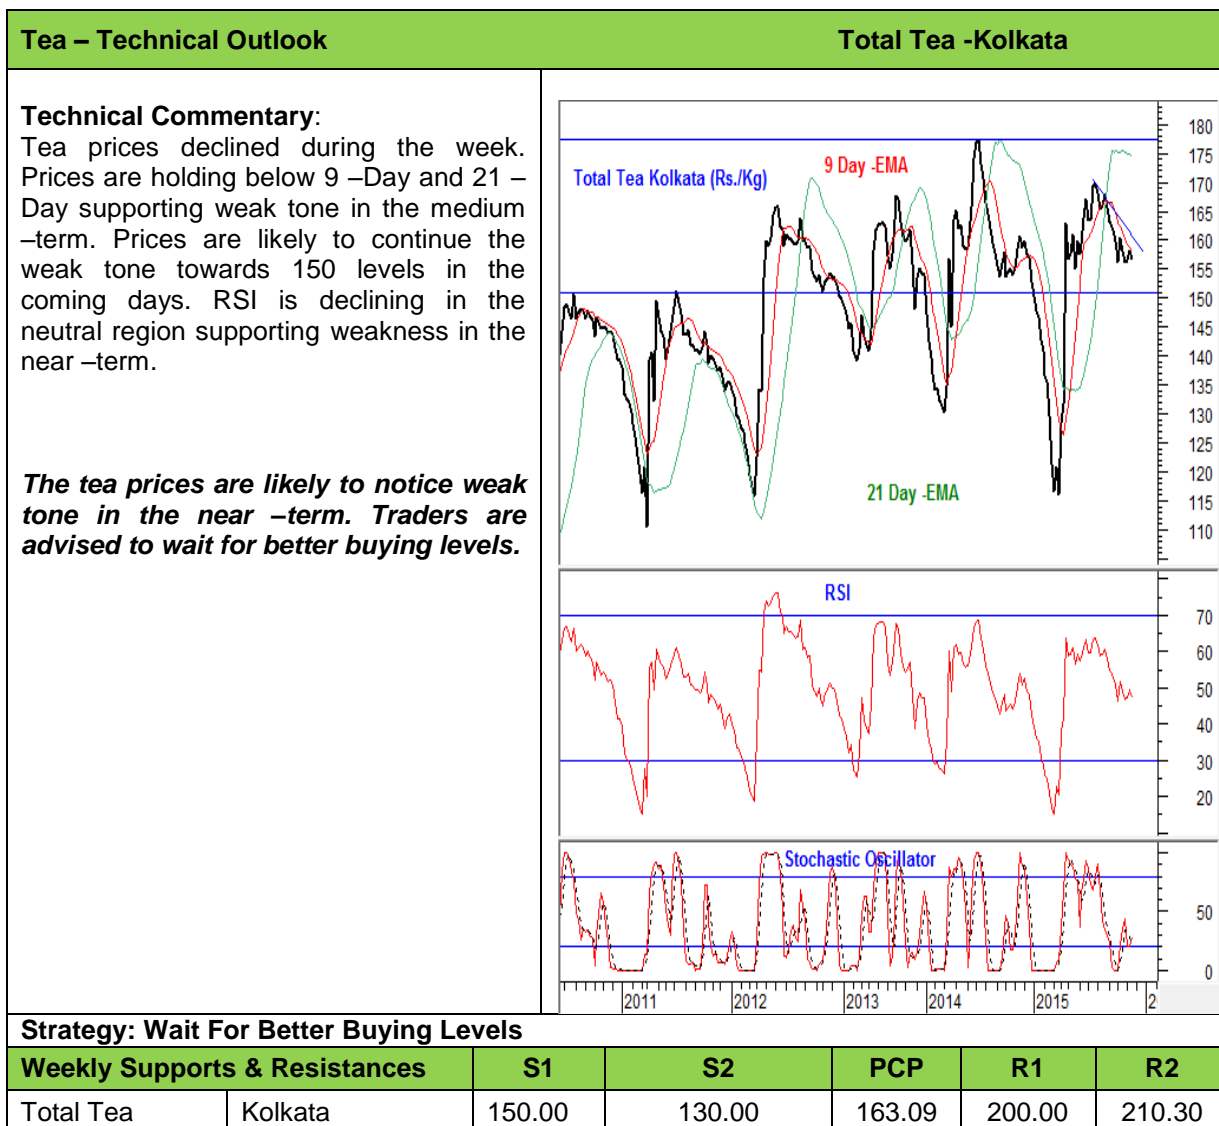 Tea – Technical Outlook Total Tea -Kolkata
Technical Commentary:
Tea prices declined during the week.
Prices are holding below 9 –Day and 21 –
Day supporting weak tone in the medium
–term. Prices are likely to continue the
weak tone towards 150 levels in the
coming days. RSI is declining in the
neutral region supporting weakness in the
near –term.
The tea prices are likely to notice weak
tone in the near –term. Traders are
advised to wait for better buying levels.
Total Tea Kolkata (Rs./Kg)
9 Day -EMA
21 Day -EMA
180
175
170
165
160
155
150
145
140
135
130
125
120
115
110
RSI
70
60
50
40
30
20
Stochastic Oscillator
50
0
2011 2012 2013 2014 2015 2
Strategy: Wait For Better Buying Levels
Weekly Supports & Resistances S1 S2 PCP R1 R2
Total Tea Kolkata 150.00 130.00 163.09 200.00 210.30